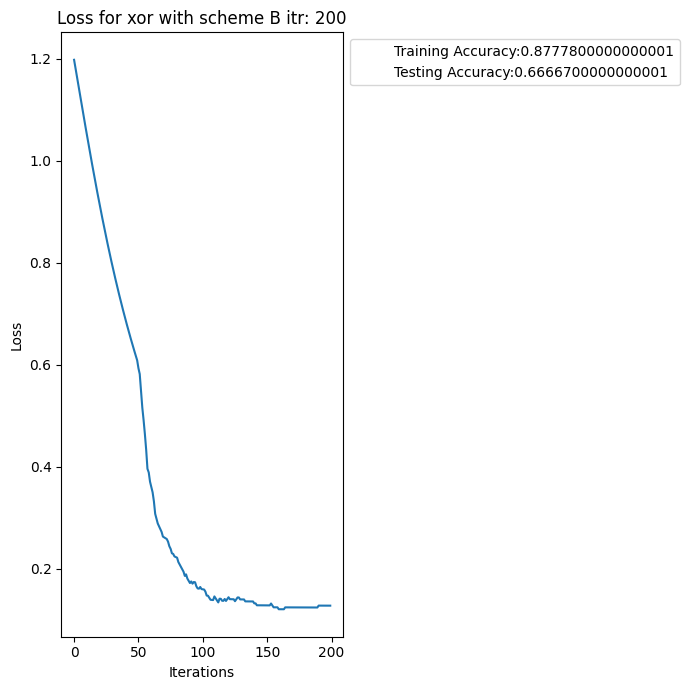 Loss for xor with scheme B itr: 200
Training Accuracy:0.8777800000000001
Testing Accuracy:0.6666700000000001
1.2
1.0
0.8
0.6
0.4
0.2
Loss
0
50
100
150
200
Iterations